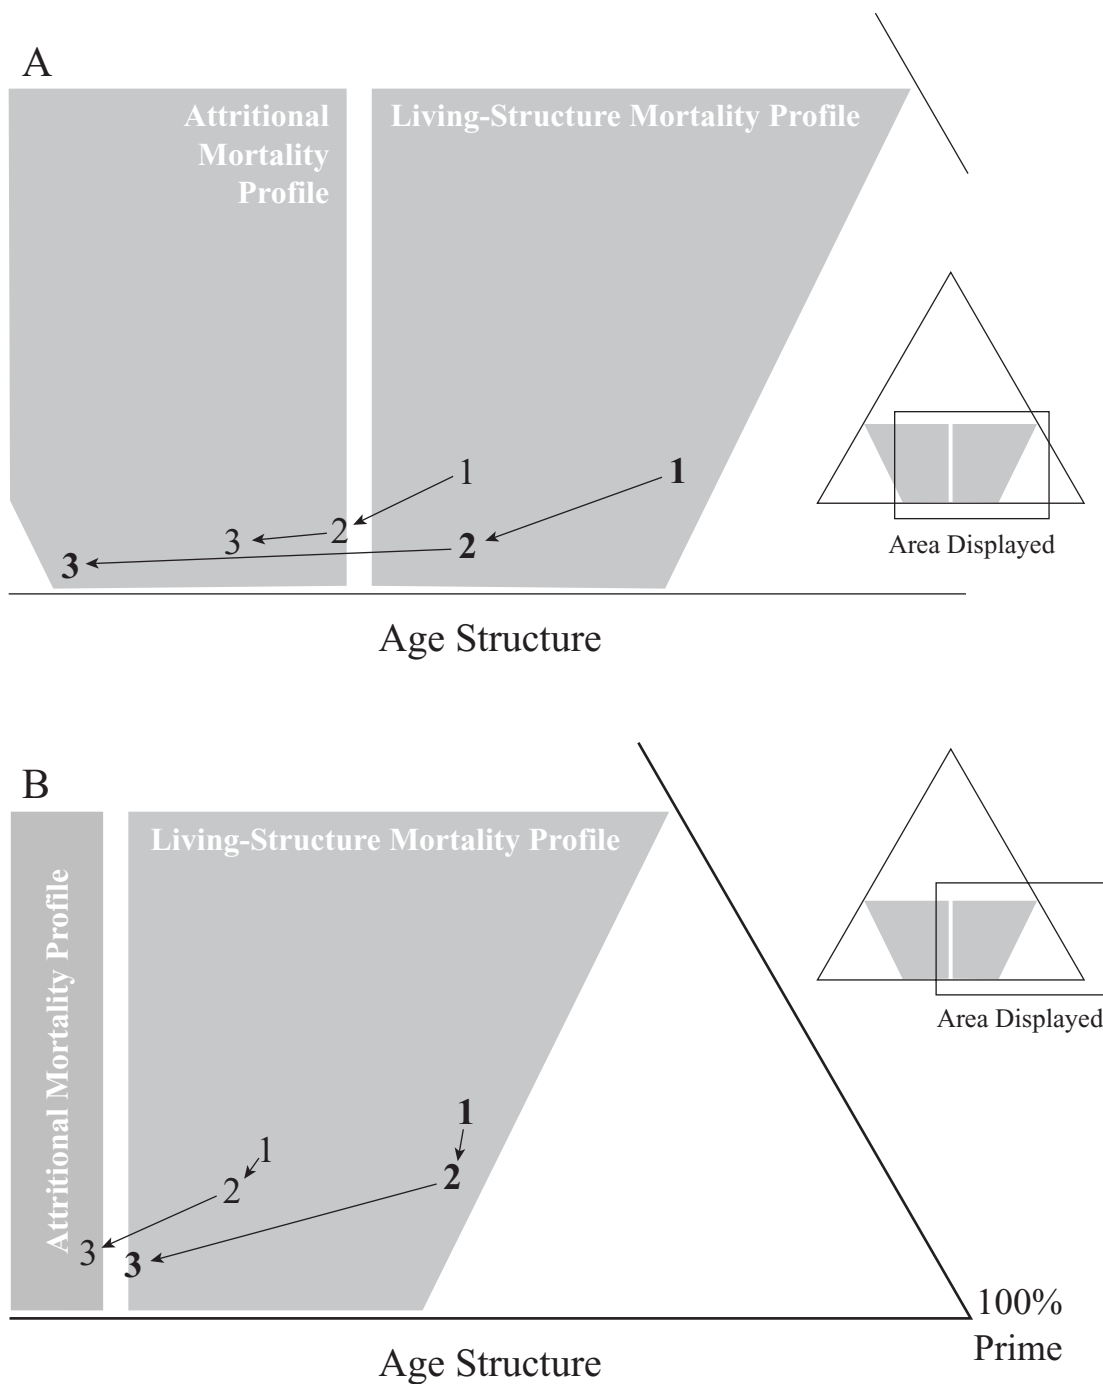 A
Attritional
Mortality
Profile
Living-Structure Mortality Profile
1
1
2
2
3
3
Area Displayed
Age Structure
B
Living-Structure Mortality Profile
Attritional Mortality Profile
1
1
2
2
3
3
Area Displayed
100%
Prime
Age Structure